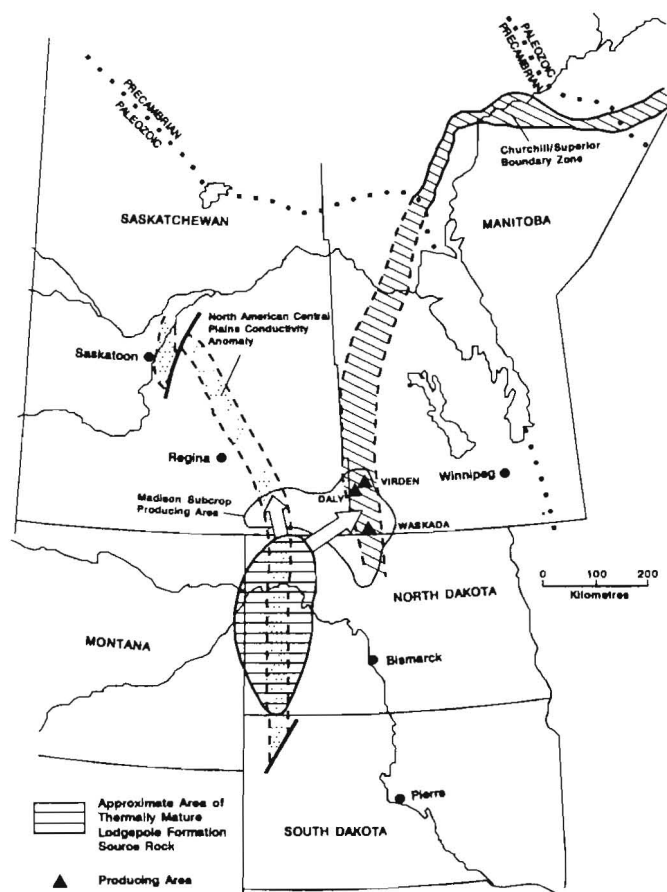 PALEOZOIC
PRECAMBRIAN
PRECAMBRIAN
PALEOZOIC
Churchill/Superior
Boundary Zone
SASKATCHEWAN
MANITOBA
North American Central
Plains Conductivity
Anomaly
Saskatoon
Regina
Winnipeg
VIRDEN
DALY
Madison Subcrop
Producing Area
WASKADA
0 100 200
Kilometres
NORTH DAKOTA
MONTANA
Bismarck
Pierre
SOUTH DAKOTA
Approximate Area of
Thermally Mature
Lodgepole Formation
Source Rock
Producing Area